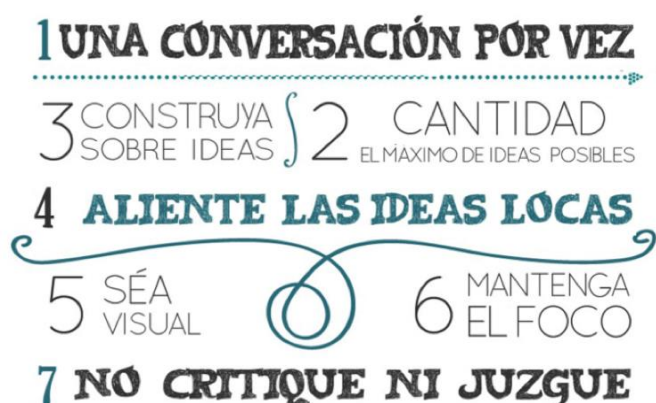 1 UNA CONVERSACIÓN POR VEZ
3 CONSTRUYA
SOBRE IDEAS
2 CANTIDAD
EL MÁXIMO DE IDEAS POSIBLES
4 ALIENTE LAS IDEAS LOCAS
5 SÉA
VISUAL
6 MANTENGA
EL FOCO
7 NO CRITIQUE NI JUZGUE